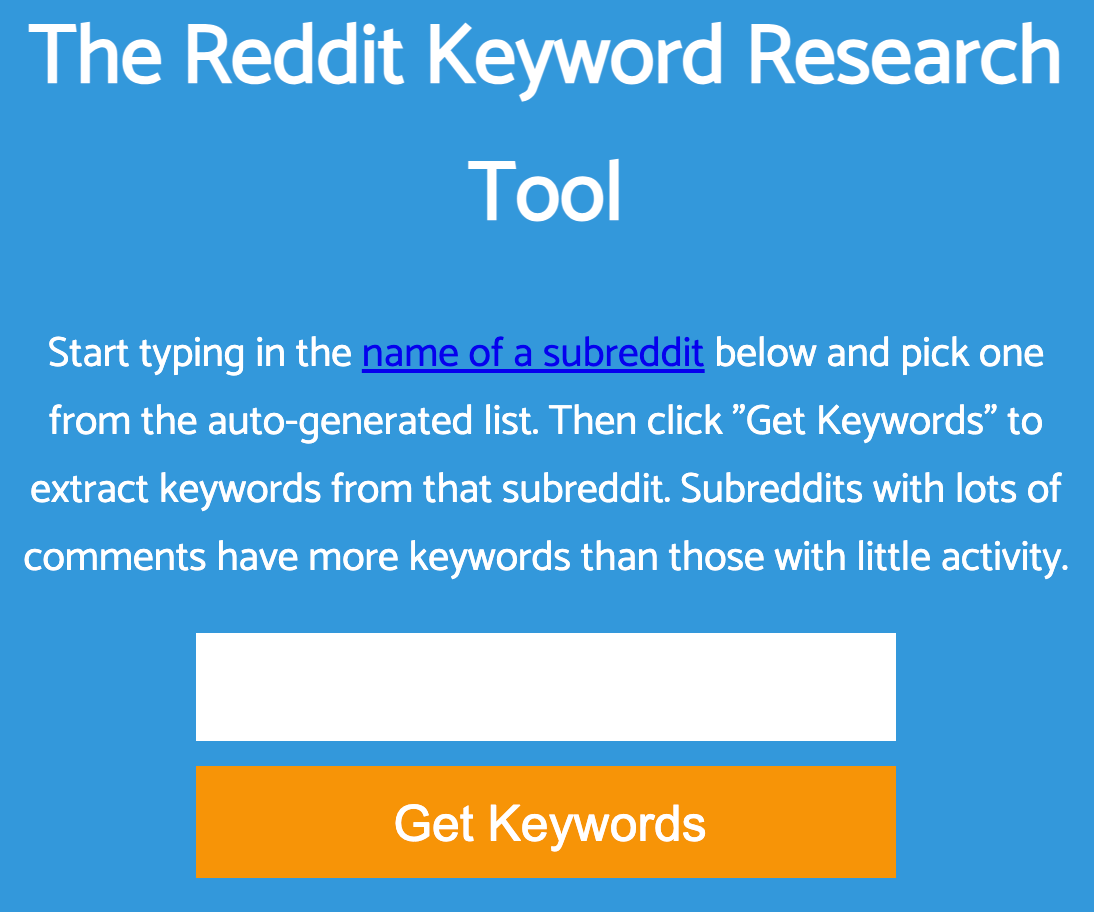 The Reddit Keyword Research
Tool
Start typing in the name of a subreddit below and pick one
from the auto-generated list. Then click ”Get Keywords” to
extract keywords from that subreddit. Subreddits with lots of
comments have more keywords than those with little activity.
Get Keywords